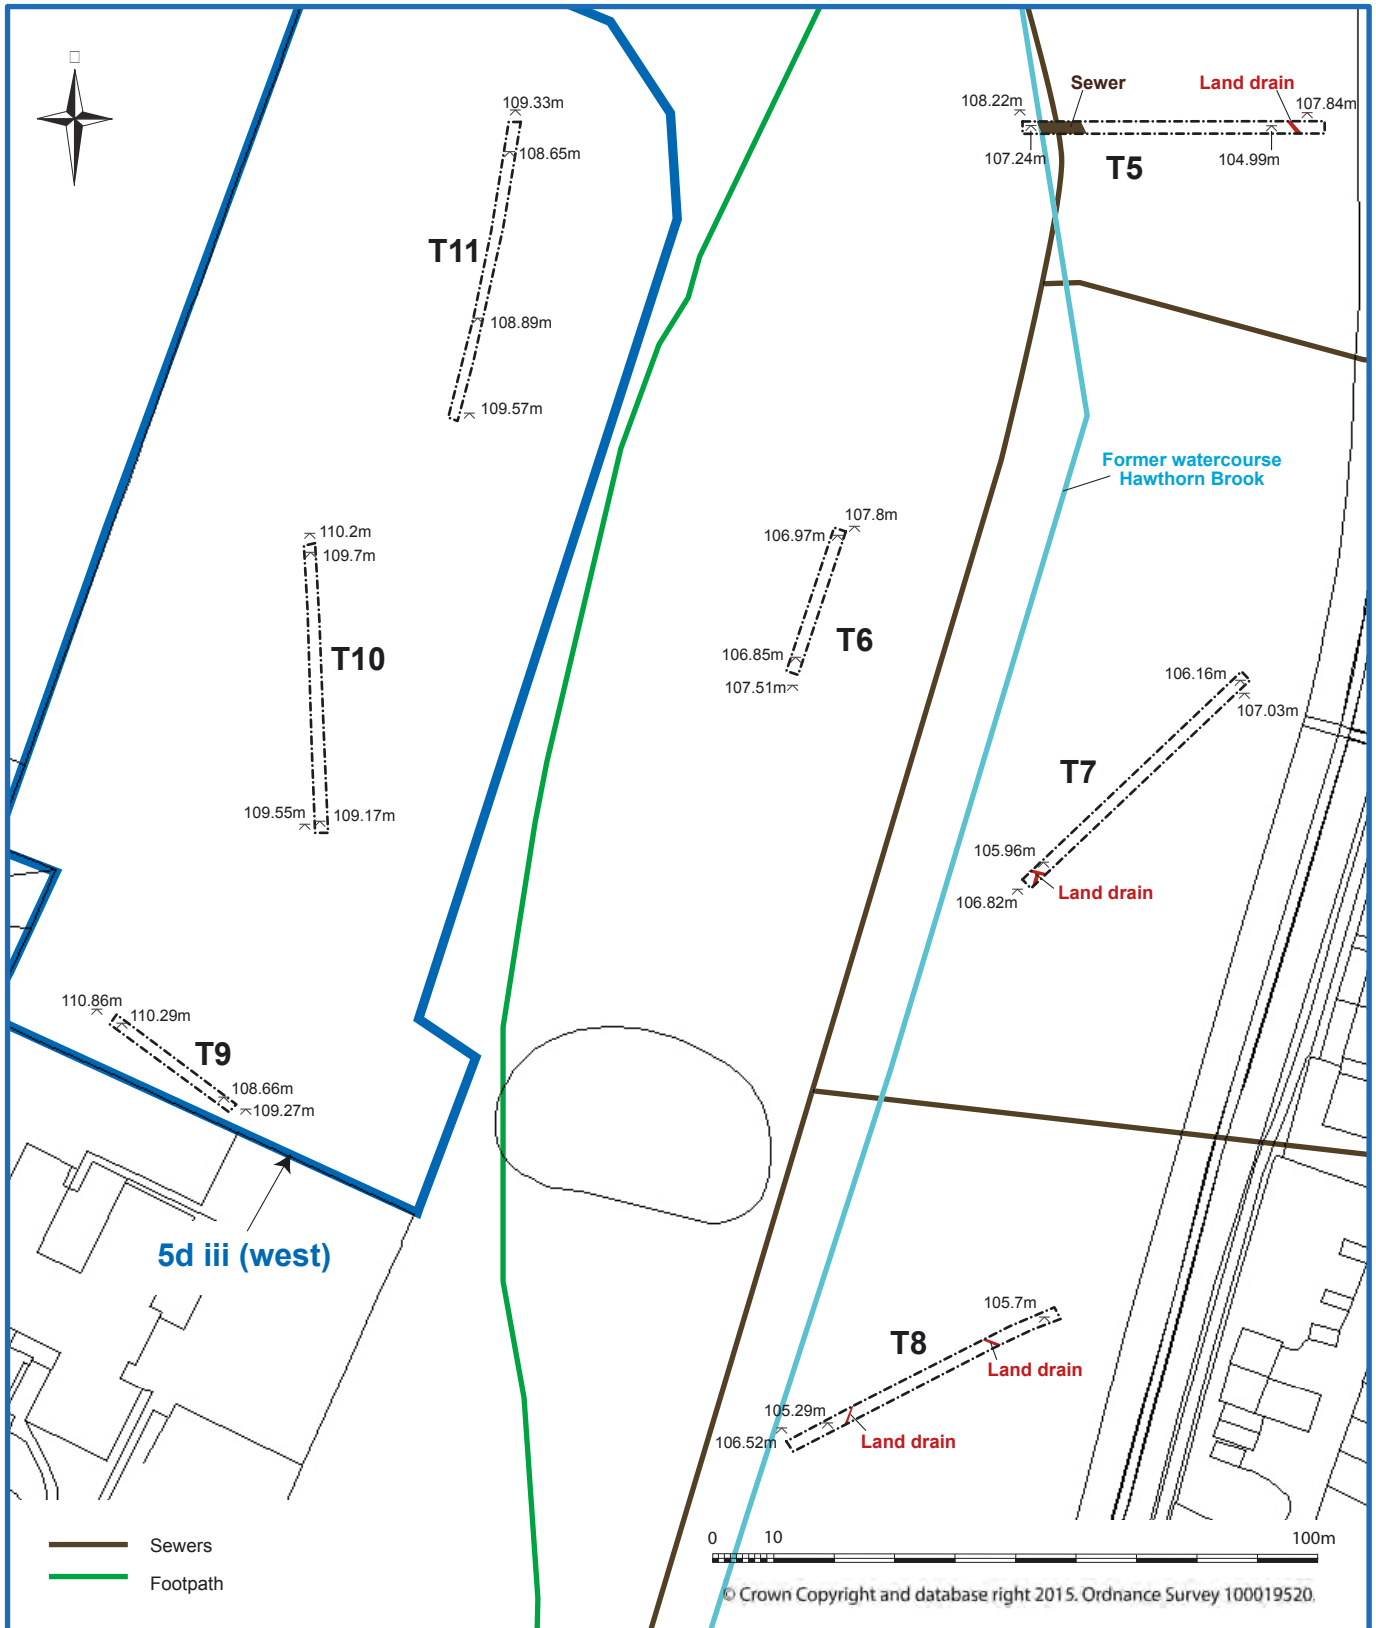 109.33m
108.65m
T11
108.89m
109.57m
108.22m
Sewer
Land drain
107.84m
107.24m
T5
104.99m
Former watercourse
Hawthorn Brook
110.2m
109.7m
T10
109.55m
109.17m
107.8m
106.97m
T6
106.85m
107.51m
106.16m
107.03m
T7
105.96m
106.82m
Land drain
110.86m
110.29m
T9
108.66m
109.27m
5d iii (west)
105.7m
T8
Land drain
105.29m
106.52m
Land drain
Sewers
Footpath
0 10 100m
© Crown Copyright and database right 2015. Ordnance Survey 100019520.